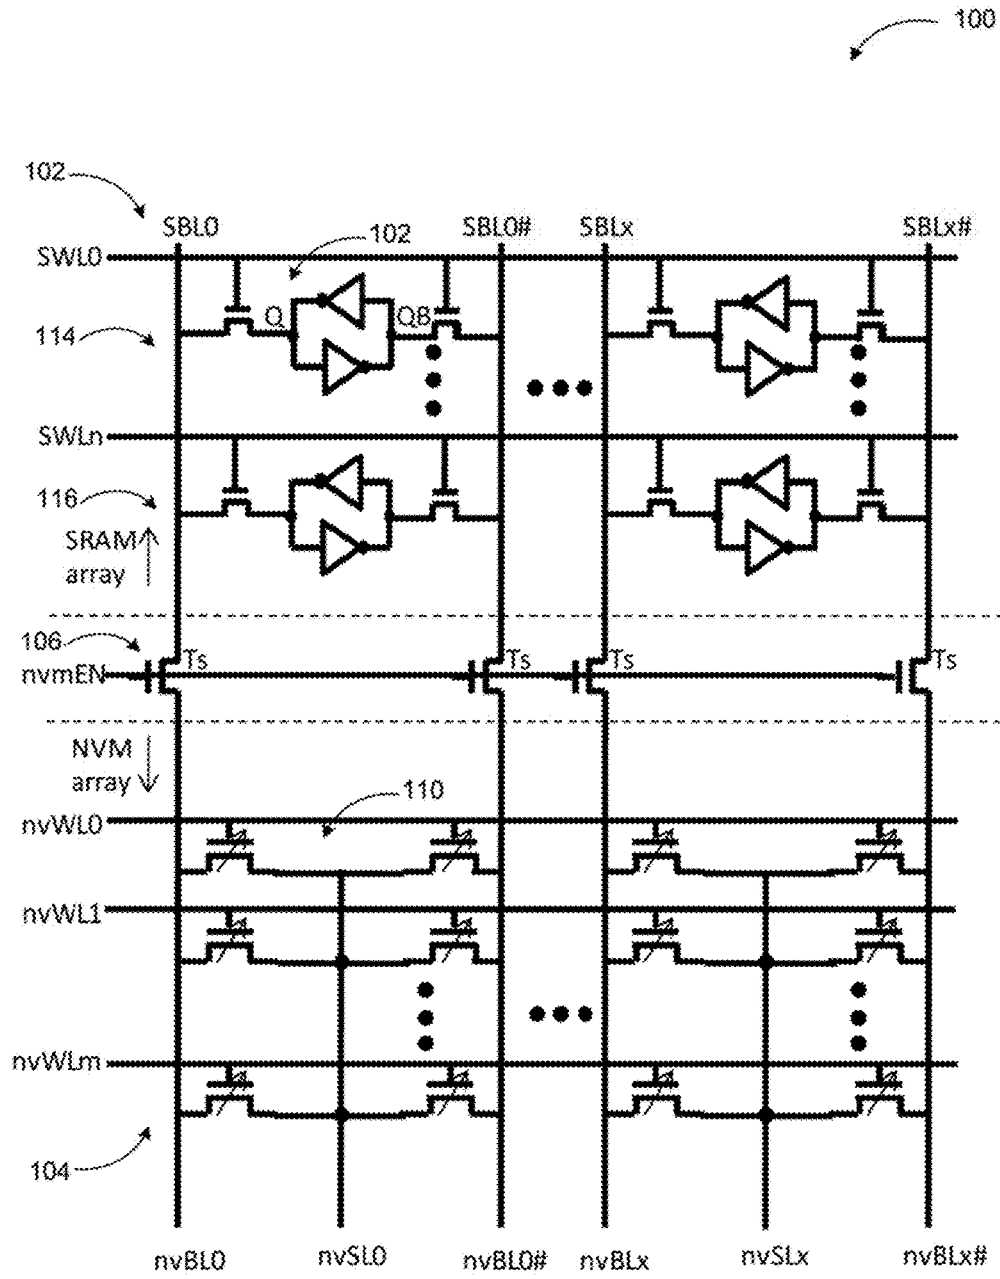 100
102
SBL0 SBL0# SBLx SBLx#
SWL0
102
Q QB
114
SWLn
116
SRAM
array
106
Ts Ts Ts Ts
nvmEN
NVM
array
110
nvWL0
nvWL1
nvWLm
104
nvBL0 nvSL0 nvBL0# nvBLx nvSLx nvBLx#